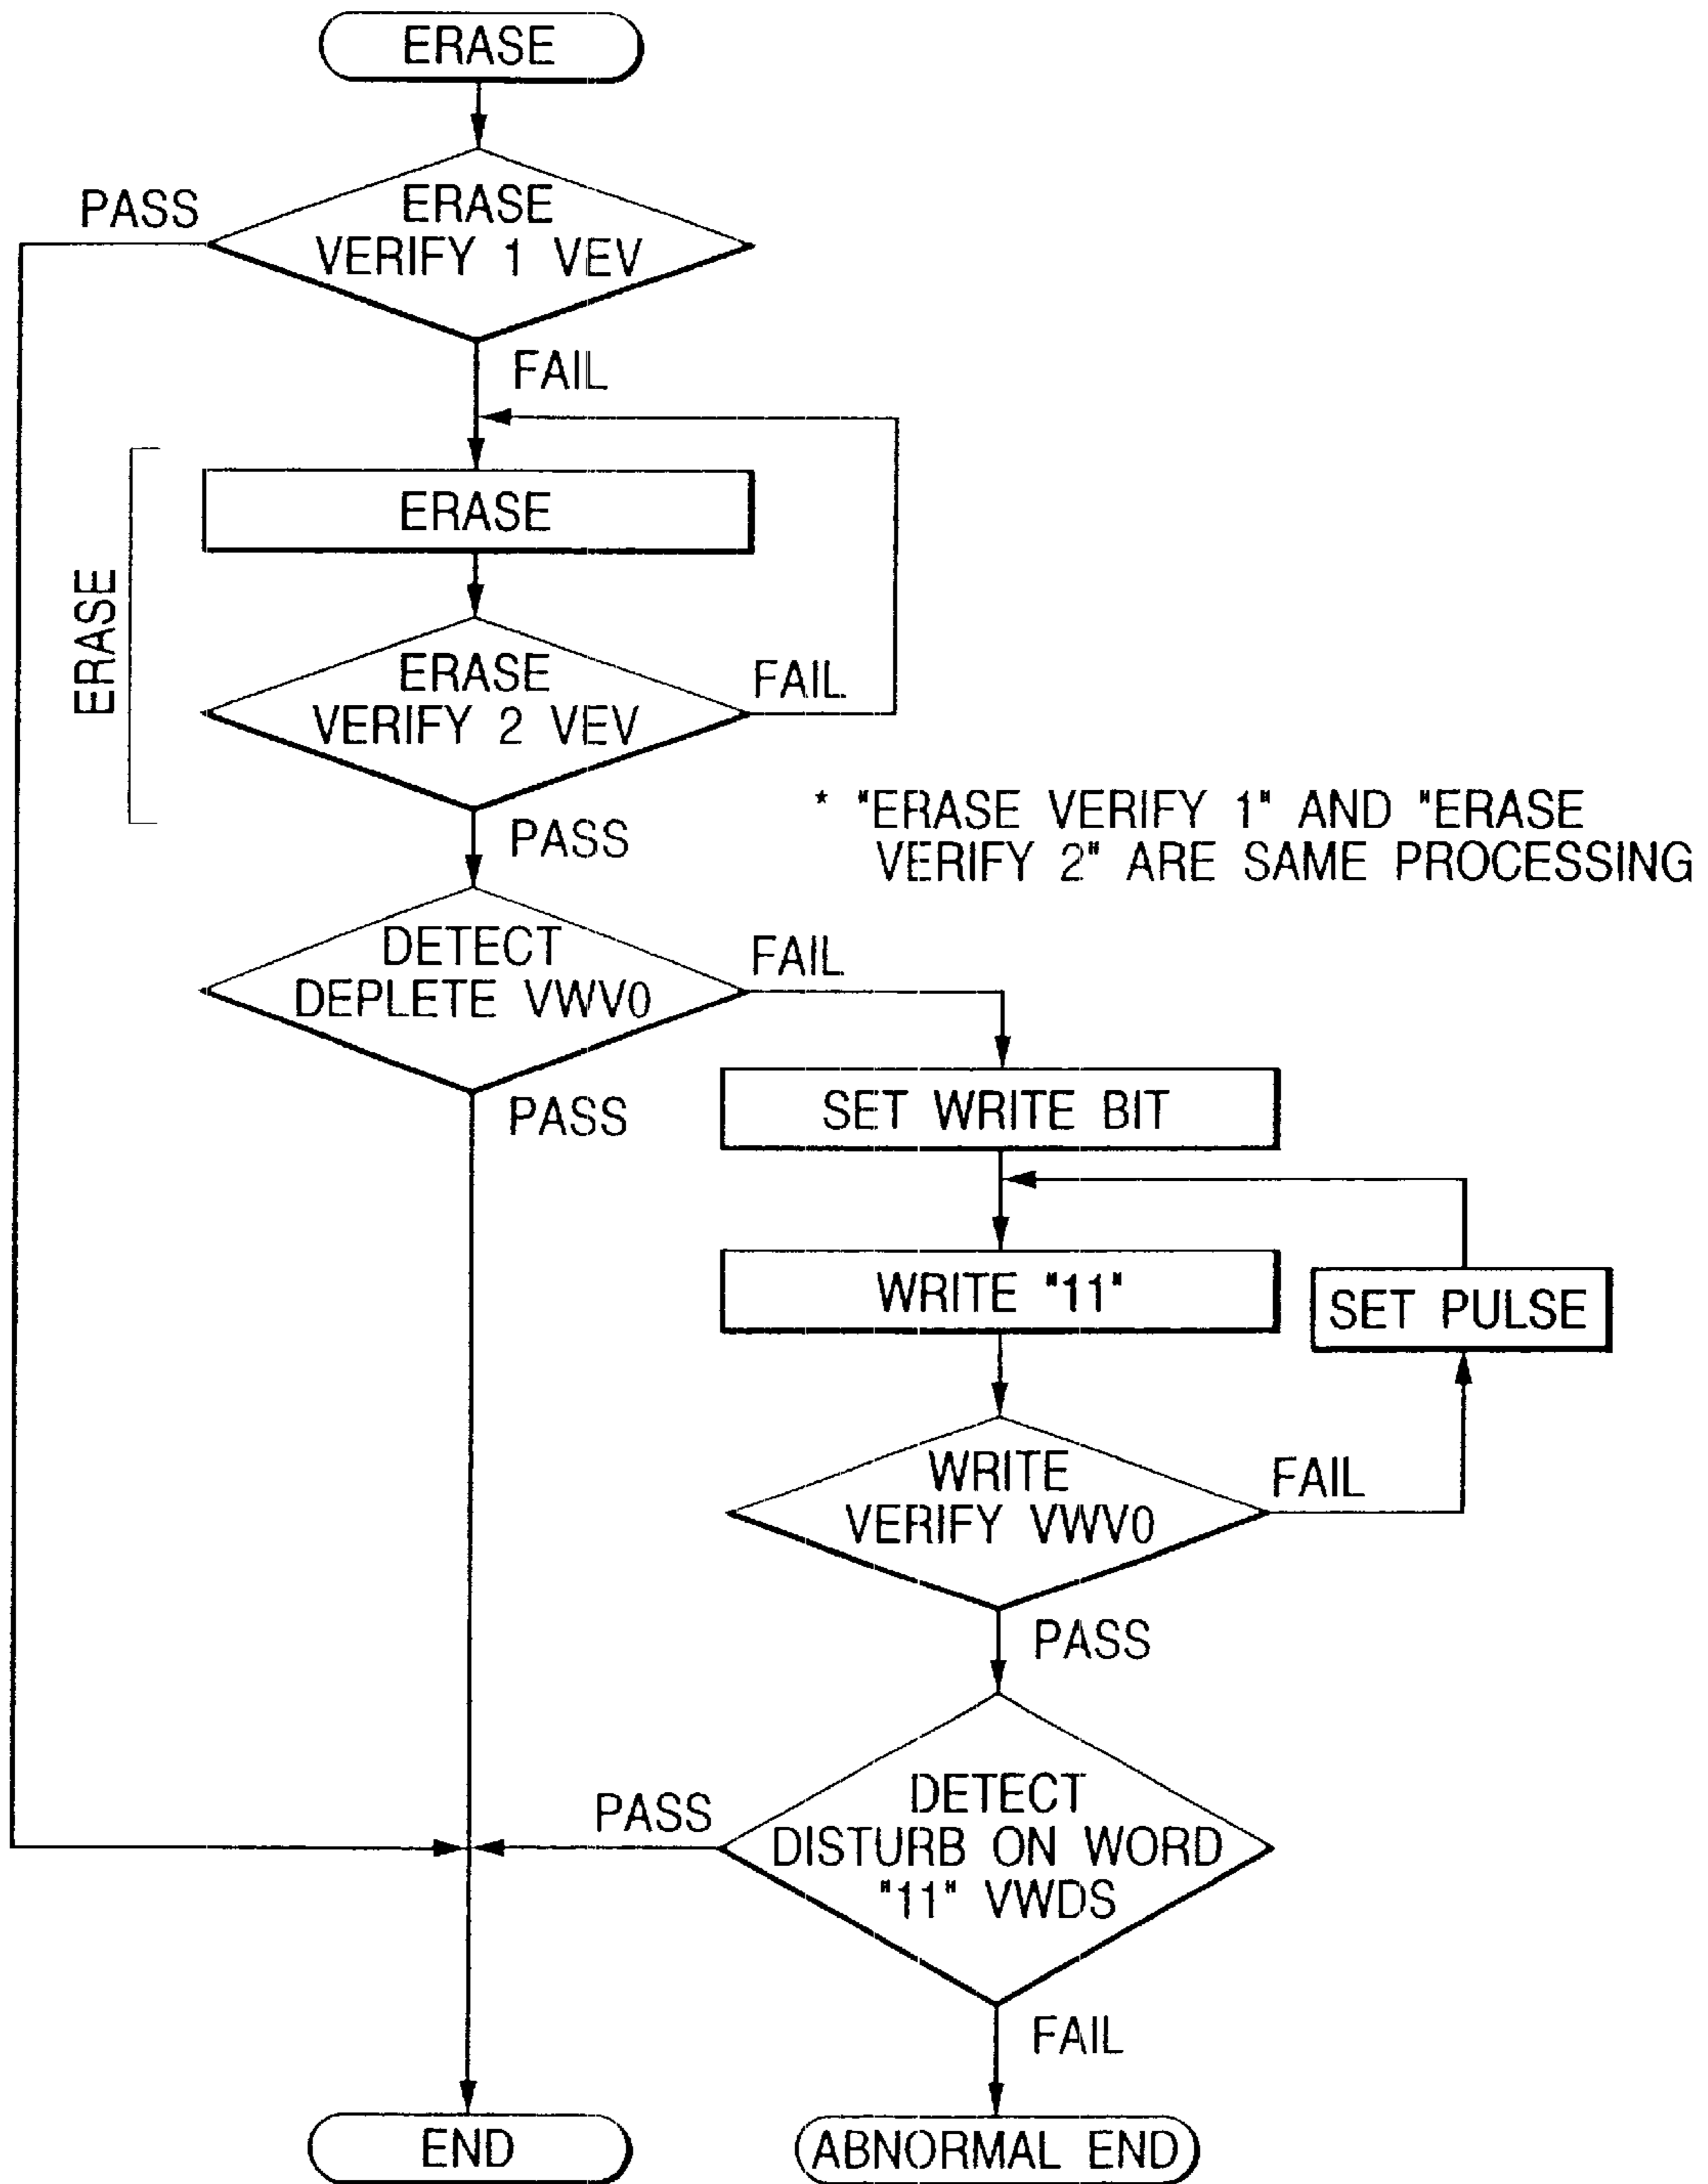 ERASE
ERASE
VERIFY 1 VEV
PASS
FAIL
ERASE
ERASE
ERASE
VERIFY 2 VEV
FAIL
PASS
* "ERASE VERIFY 1" AND "ERASE
VERIFY 2" ARE SAME PROCESSING
DETECT
DEPLETE VWV0
FAIL
PASS
SET WRITE BIT
WRITE "11"
SET PULSE
WRITE
VERIFY VWV0
FAIL
PASS
DETECT
DISTURB ON WORD
"11" VWDS
PASS
FAIL
END
ABNORMAL END